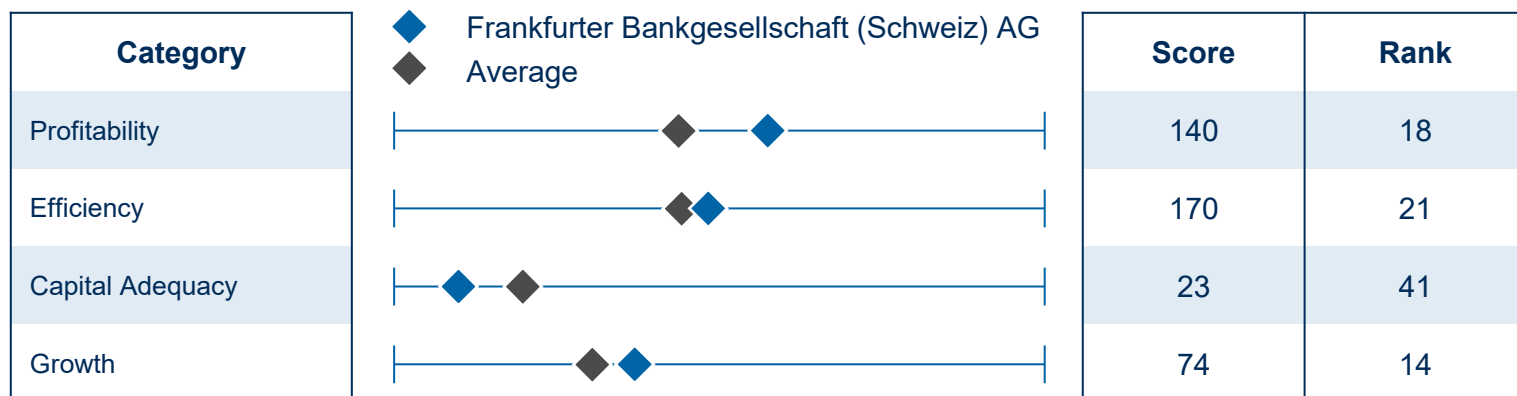 Frankfurter Bankgesellschaft (Schweiz) AG
Average
Category Score Rank
Profitability 140 18
Efficiency 170 21
Capital Adequacy 23 41
Growth 74 14